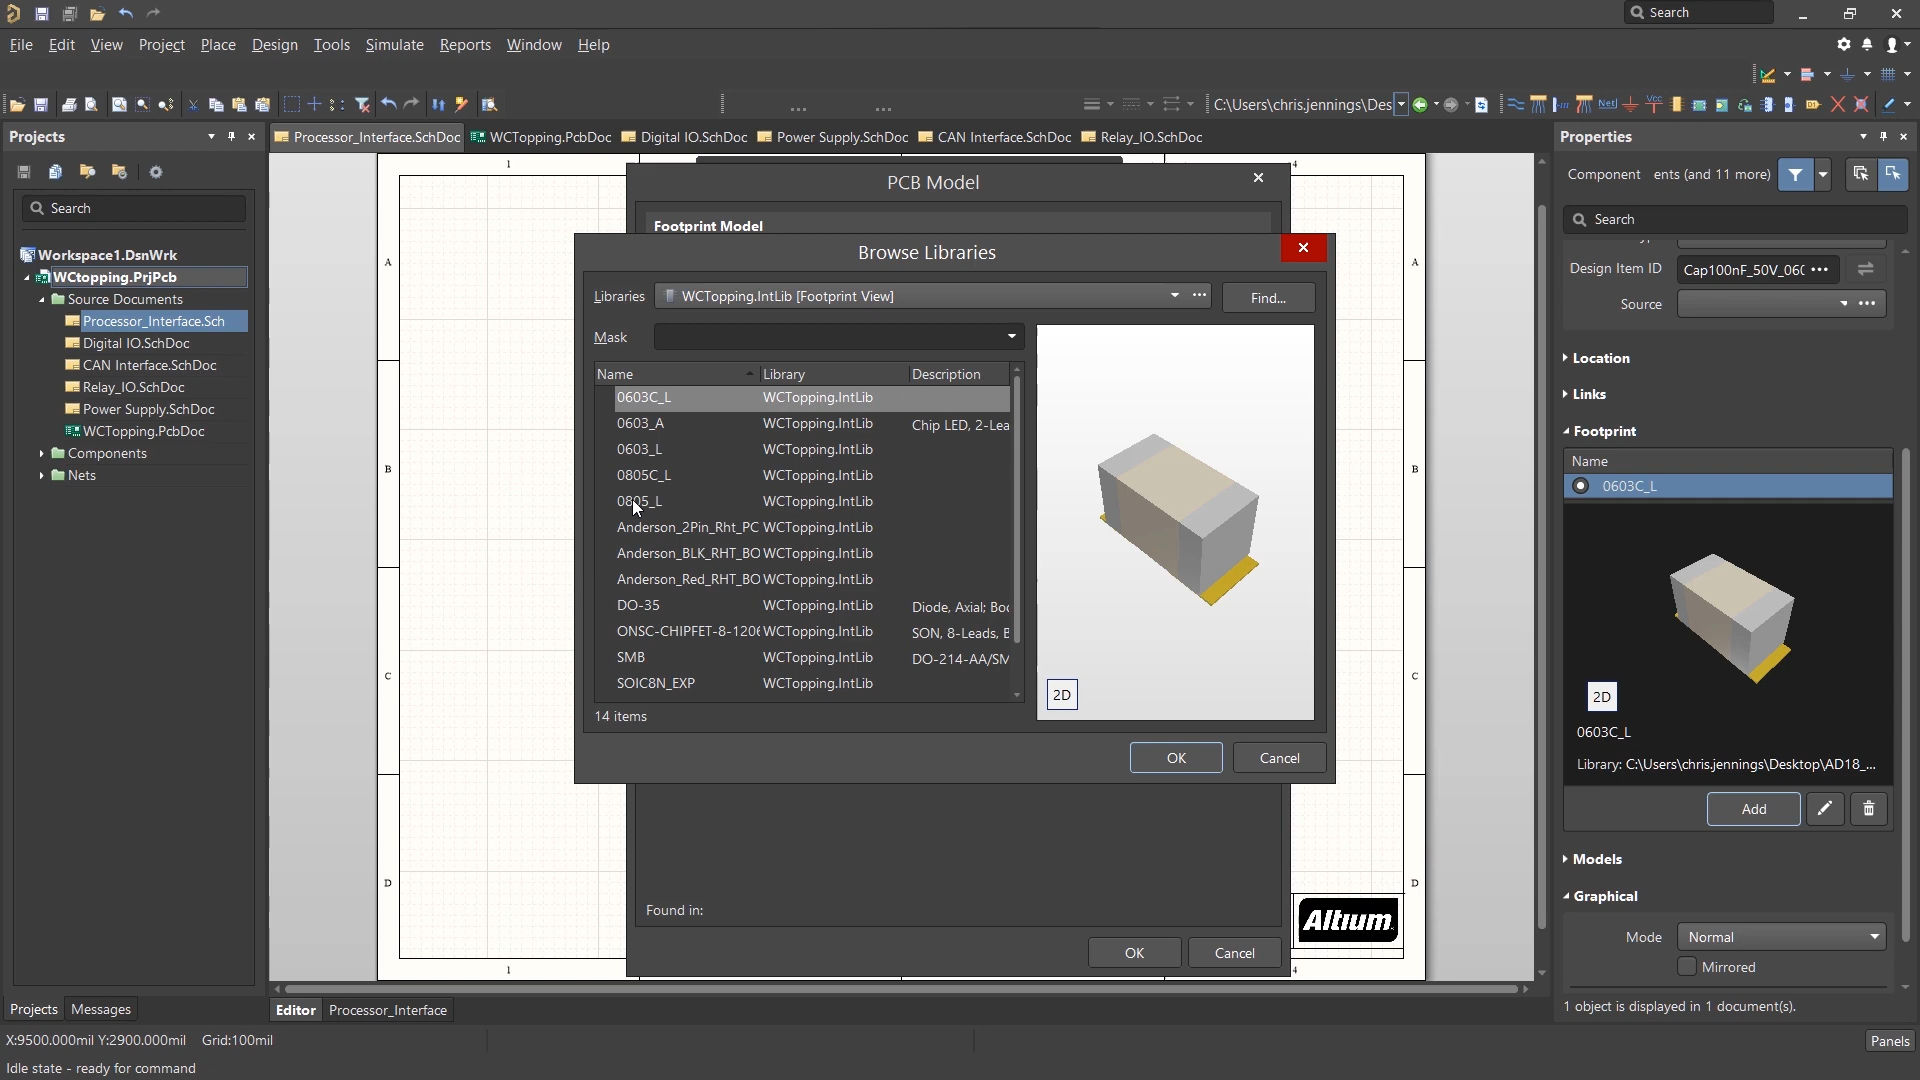 Search
File Edit View Project Place Design Tools Simulate Reports Window Help
C:\Users\chris.jennings\Des
Net
Vcc
Projects
Processor_Interface.SchDoc WCTopping.PcbDoc Digital IO.SchDoc Power Supply.SchDoc CAN Interface.SchDoc Relay_IO.SchDoc
Properties
Search
Workspace1.DsnWrk
WCtopping.PrjPcb
Source Documents
Processor_Interface.Sch
Digital IO.SchDoc
CAN Interface.SchDoc
Relay_IO.SchDoc
Power Supply.SchDoc
WCTopping.PcbDoc
Components
Nets
1
4
A
A
B
B
C
C
D
D
1
4
PCB Model
Footprint Model
Browse Libraries
Libraries WCTopping.IntLib [Footprint View] Find...
Mask
Name Library Description
0603C_L WCTopping.IntLib
0603_A WCTopping.IntLib Chip LED, 2-Lea
0603_L WCTopping.IntLib
0805C_L WCTopping.IntLib
0805_L WCTopping.IntLib
Anderson_2Pin_Rht_PC WCTopping.IntLib
Anderson_BLK_RHT_BO WCTopping.IntLib
Anderson_Red_RHT_BO WCTopping.IntLib
DO-35 WCTopping.IntLib Diode, Axial; Boc
ONSC-CHIPFET-8-1206 WCTopping.IntLib SON, 8-Leads, B
SMB WCTopping.IntLib DO-214-AA/SM
SOIC8N_EXP WCTopping.IntLib
14 items
2D
OK Cancel
Found in:
OK Cancel
Altium
Component ents (and 11 more)
Search
Design Item ID Cap100nF_50V_060
Source
Location
Links
Footprint
Name
0603C_L
2D
0603C_L
Library: C:\Users\chris.jennings\Desktop\AD18_...
Add
Models
Graphical
Mode Normal
Mirrored
1 object is displayed in 1 document(s).
Projects Messages
Editor Processor_Interface
X:9500.000mil Y:2900.000mil Grid:100mil
Panels
Idle state - ready for command